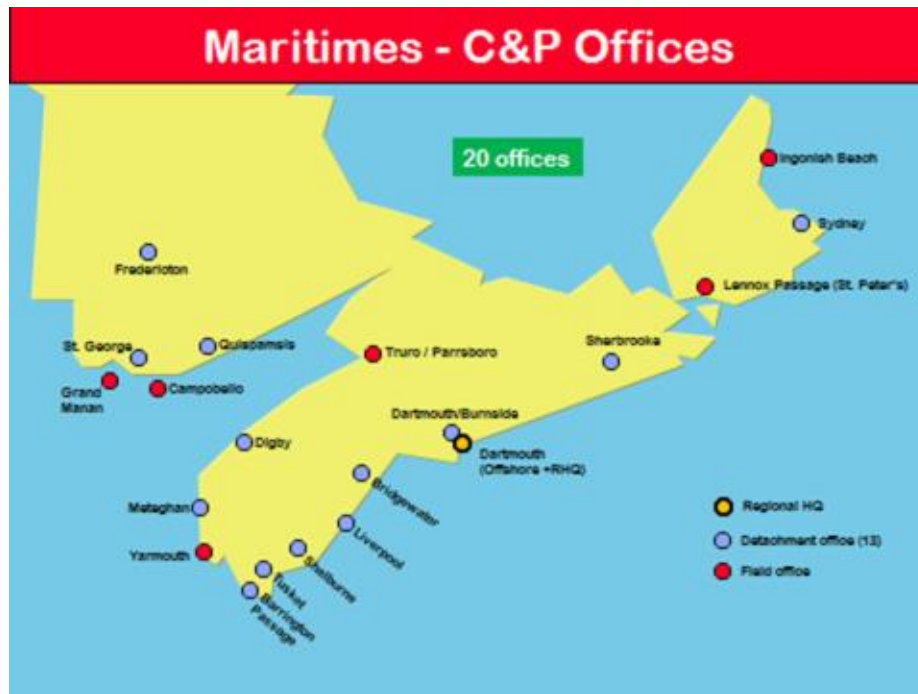 Maritimes - C&P Offices
20 offices
Ingonish Beach
Sydney
Fredericton
Lennox Passage (St. Peter's)
St. George
Quispamsis
Truro / Parrsboro
Sherbrooke
Grand
Manan
Campobello
Dartmouth/Burnside
Digby
Dartmouth
(Offshore +RHQ)
Bridgewater
Meteghan
Regional HQ
Liverpool
Detachment office (13)
Yarmouth
Shelburne
Field office
Tusket
Barrington
Passage